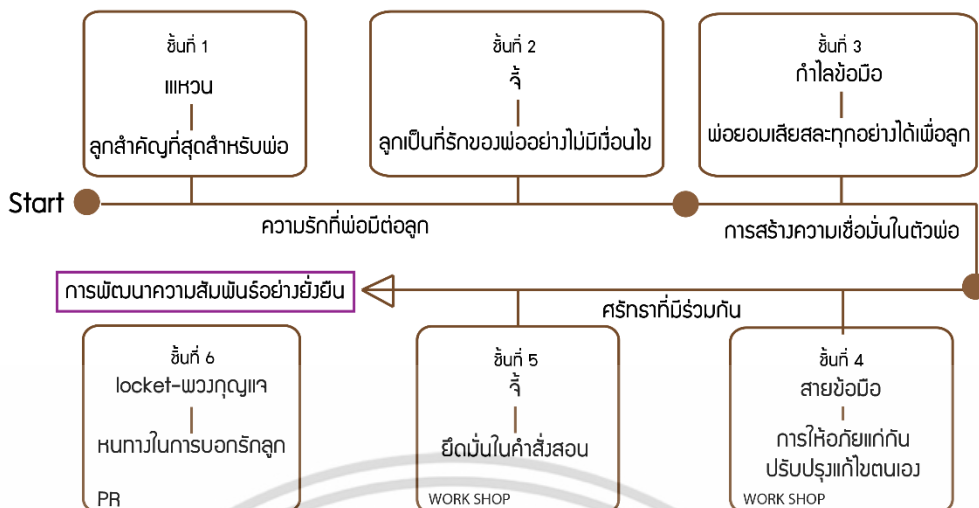 ชิ้นที่ 1
แหวน
ลูกสำคัญที่สุดสำหรับพ่อ
ชิ้นที่ 2
จี้
ลูกเป็นที่รักของพ่ออย่างไม่มีเงื่อนไข
ชิ้นที่ 3
กำไลข้อมือ
พ่อยอมเสียสละทุกอย่างได้เพื่อลูก
Start
ความรักที่พ่อมีต่อลูก
การสร้างความเชื่อมั่นในตัวพ่อ
การพัฒนาความสัมพันธ์อย่างยั่งยืน
ศรัทราที่มีร่วมกัน
ชิ้นที่ 6
locket-พวงกุญแจ
หนทางในการบอกรักลูก
PR
ชิ้นที่ 5
จี้
ยึดมั่นในคำสั่งสอน
WORK SHOP
ชิ้นที่ 4
สายข้อมือ
การให้อภัยแก่กัน
ปรับปรุงแก้ไขตนเอง
WORK SHOP